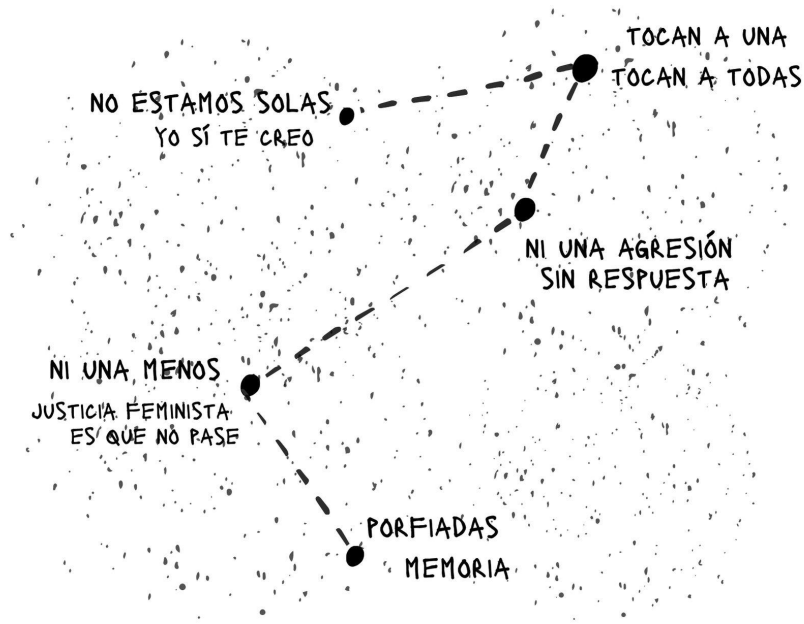 TOCAN A UNA
TOCAN A TODAS
NO ESTAMOS SOLAS
YO SÍ TE CREO
NI UNA AGRESIÓN
SIN RESPUESTA
NI UNA MENOS
JUSTICIA FEMINISTA
ES QUE NO PASE
PORFIADAS
MEMORIA